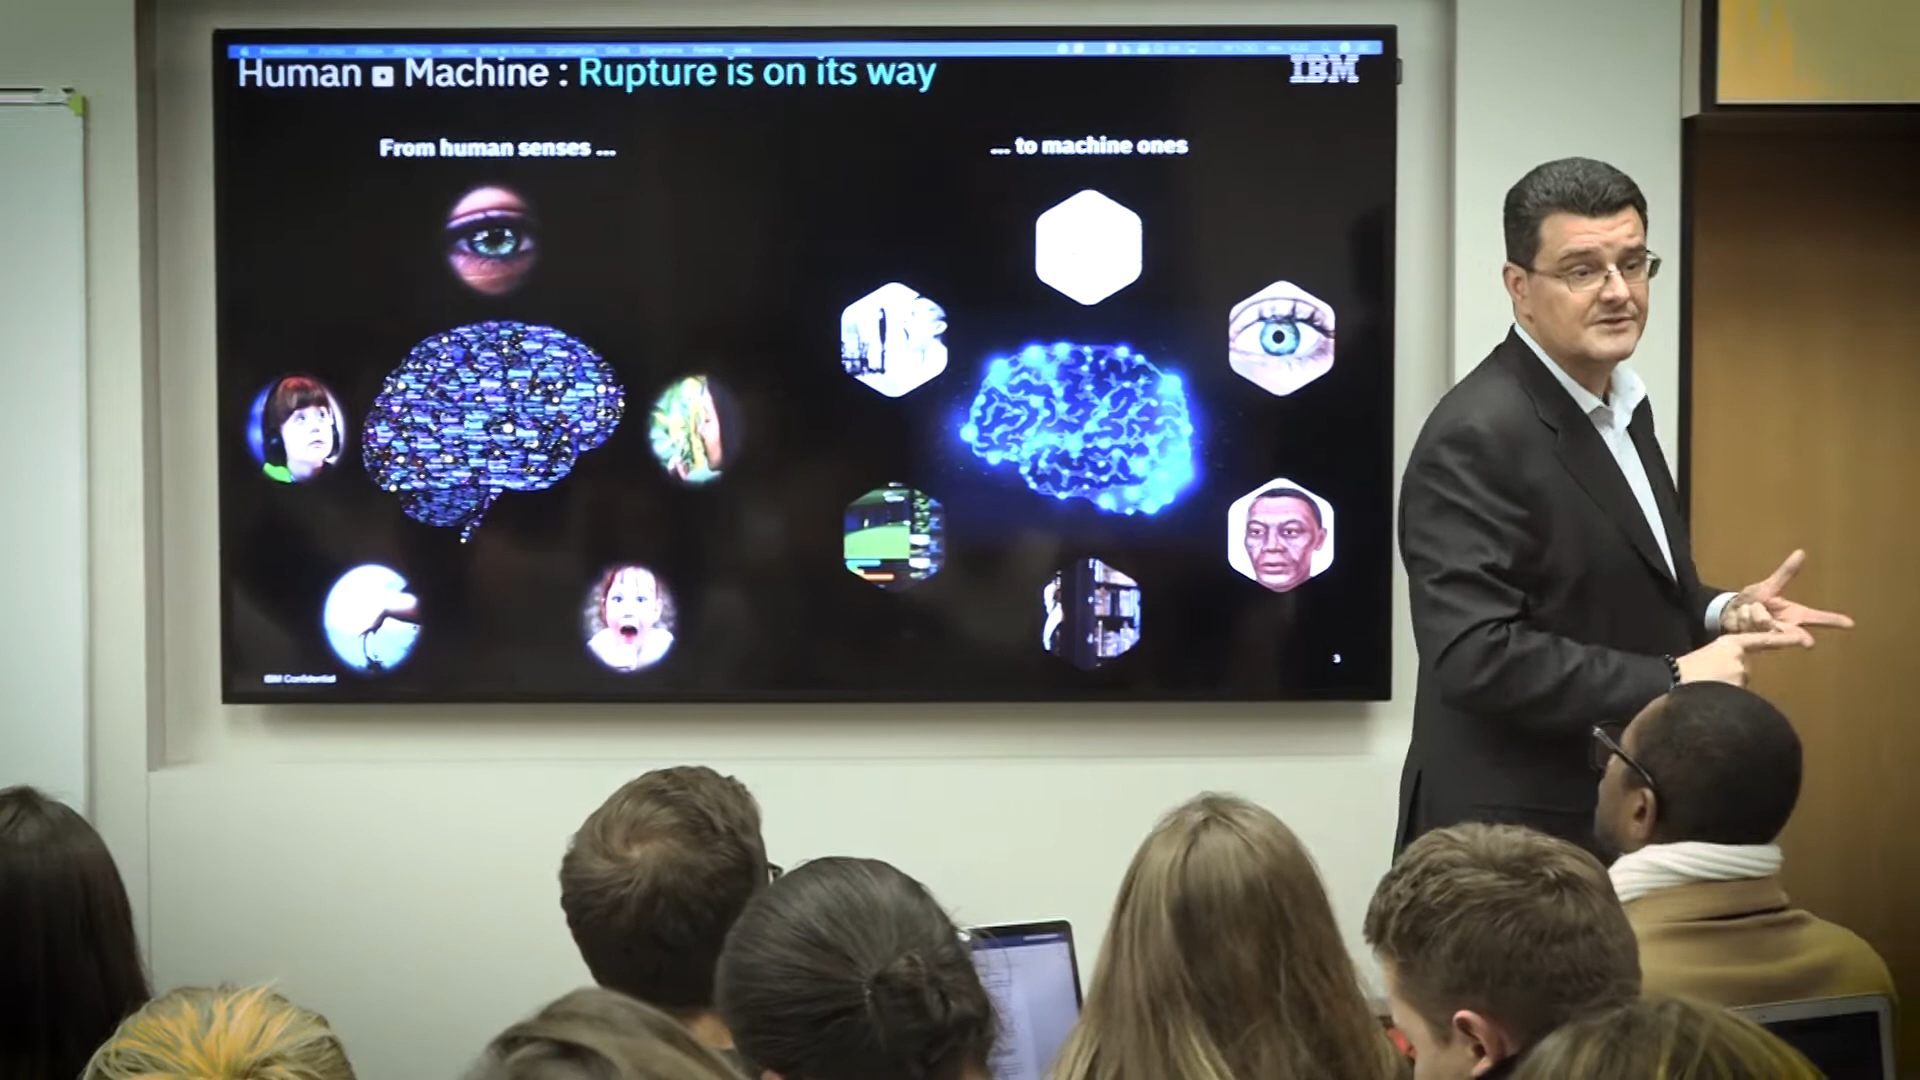 Human • Machine : Rupture is on its way
IBM
From human senses ...
... to machine ones
IBM Confidential
3